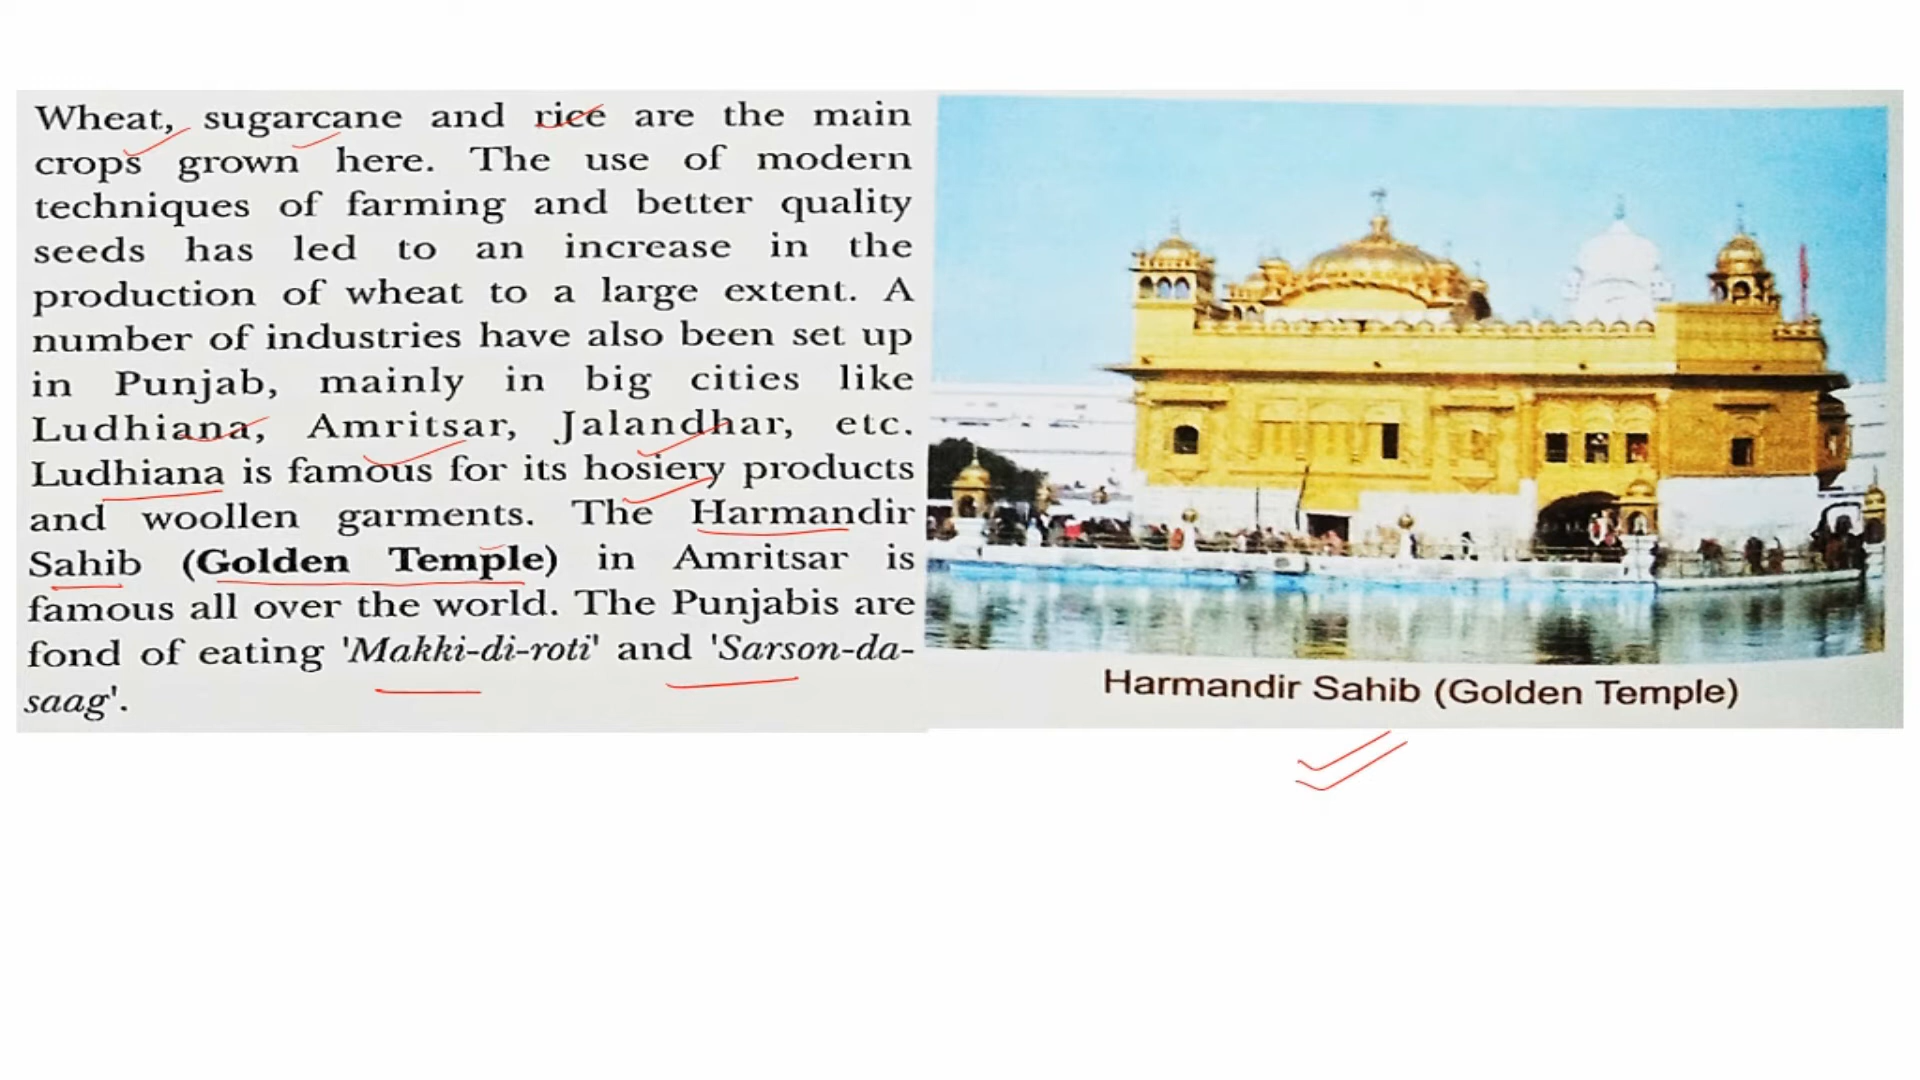 Wheat, sugarcane and rice are the main
crops grown here. The use of modern
techniques of farming and better quality
seeds has led to an increase in the
production of wheat to a large extent. A
number of industries have also been set up
in Punjab, mainly in big cities like
Ludhiana, Amritsar, Jalandhar, etc.
Ludhiana is famous for its hosiery products
and woollen garments. The Harmandir
Sahib (Golden Temple) in Amritsar is
famous all over the world. The Punjabis are
fond of eating 'Makki-di-roti' and 'Sarson-da-
saag'.
Harmandir Sahib (Golden Temple)